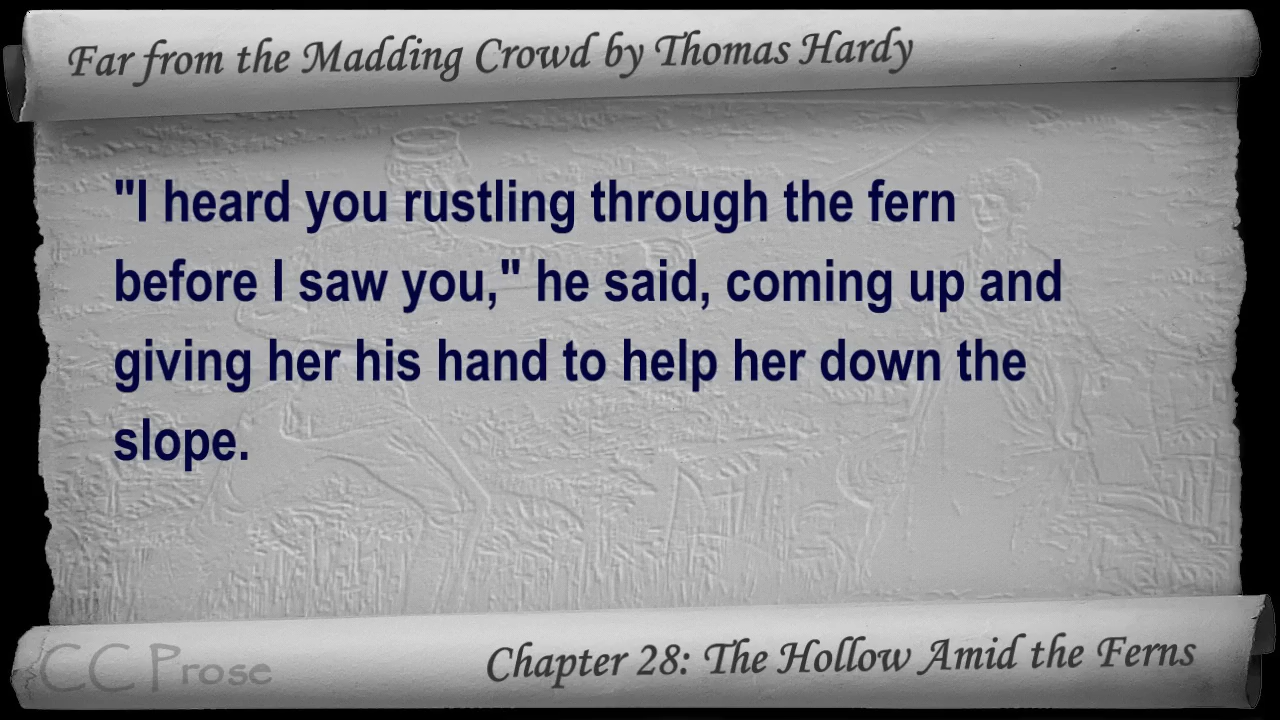 Far from the Madding Crowd by Thomas Hardy
"I heard you rustling through the fern
before I saw you," he said, coming up and
giving her his hand to help her down the
slope.
CC Prose
Chapter 28: The Hollow Amid the Ferns